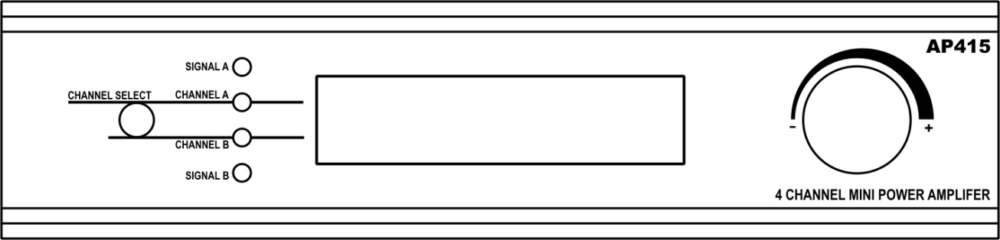 AP415
SIGNAL A
CHANNEL SELECT
CHANNEL A
CHANNEL B
SIGNAL B
- +
4 CHANNEL MINI POWER AMPLIFER